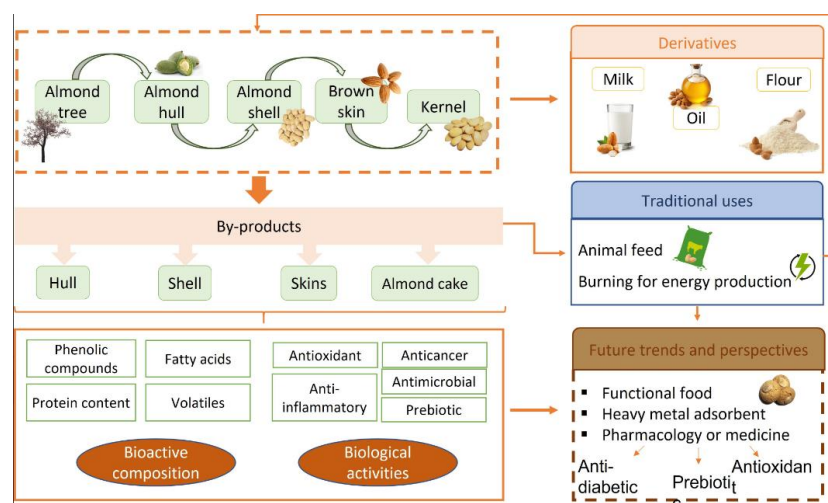 Almond
tree
Almond
hull
Almond
shell
Brown
skin
Kernel
Derivatives
Milk
Oil
Flour
By-products
Hull
Shell
Skins
Almond cake
Traditional uses
Animal feed
Burning for energy production
Phenolic
compounds
Fatty acids
Protein content
Volatiles
Bioactive
composition
Antioxidant
Anticancer
Anti-
inflammatory
Antimicrobial
Prebiotic
Biological
activities
Future trends and perspectives
▪ Functional food
▪ Heavy metal adsorbent
▪ Pharmacology or medicine
Anti-
diabetic
Prebioti
Antioxidan
t